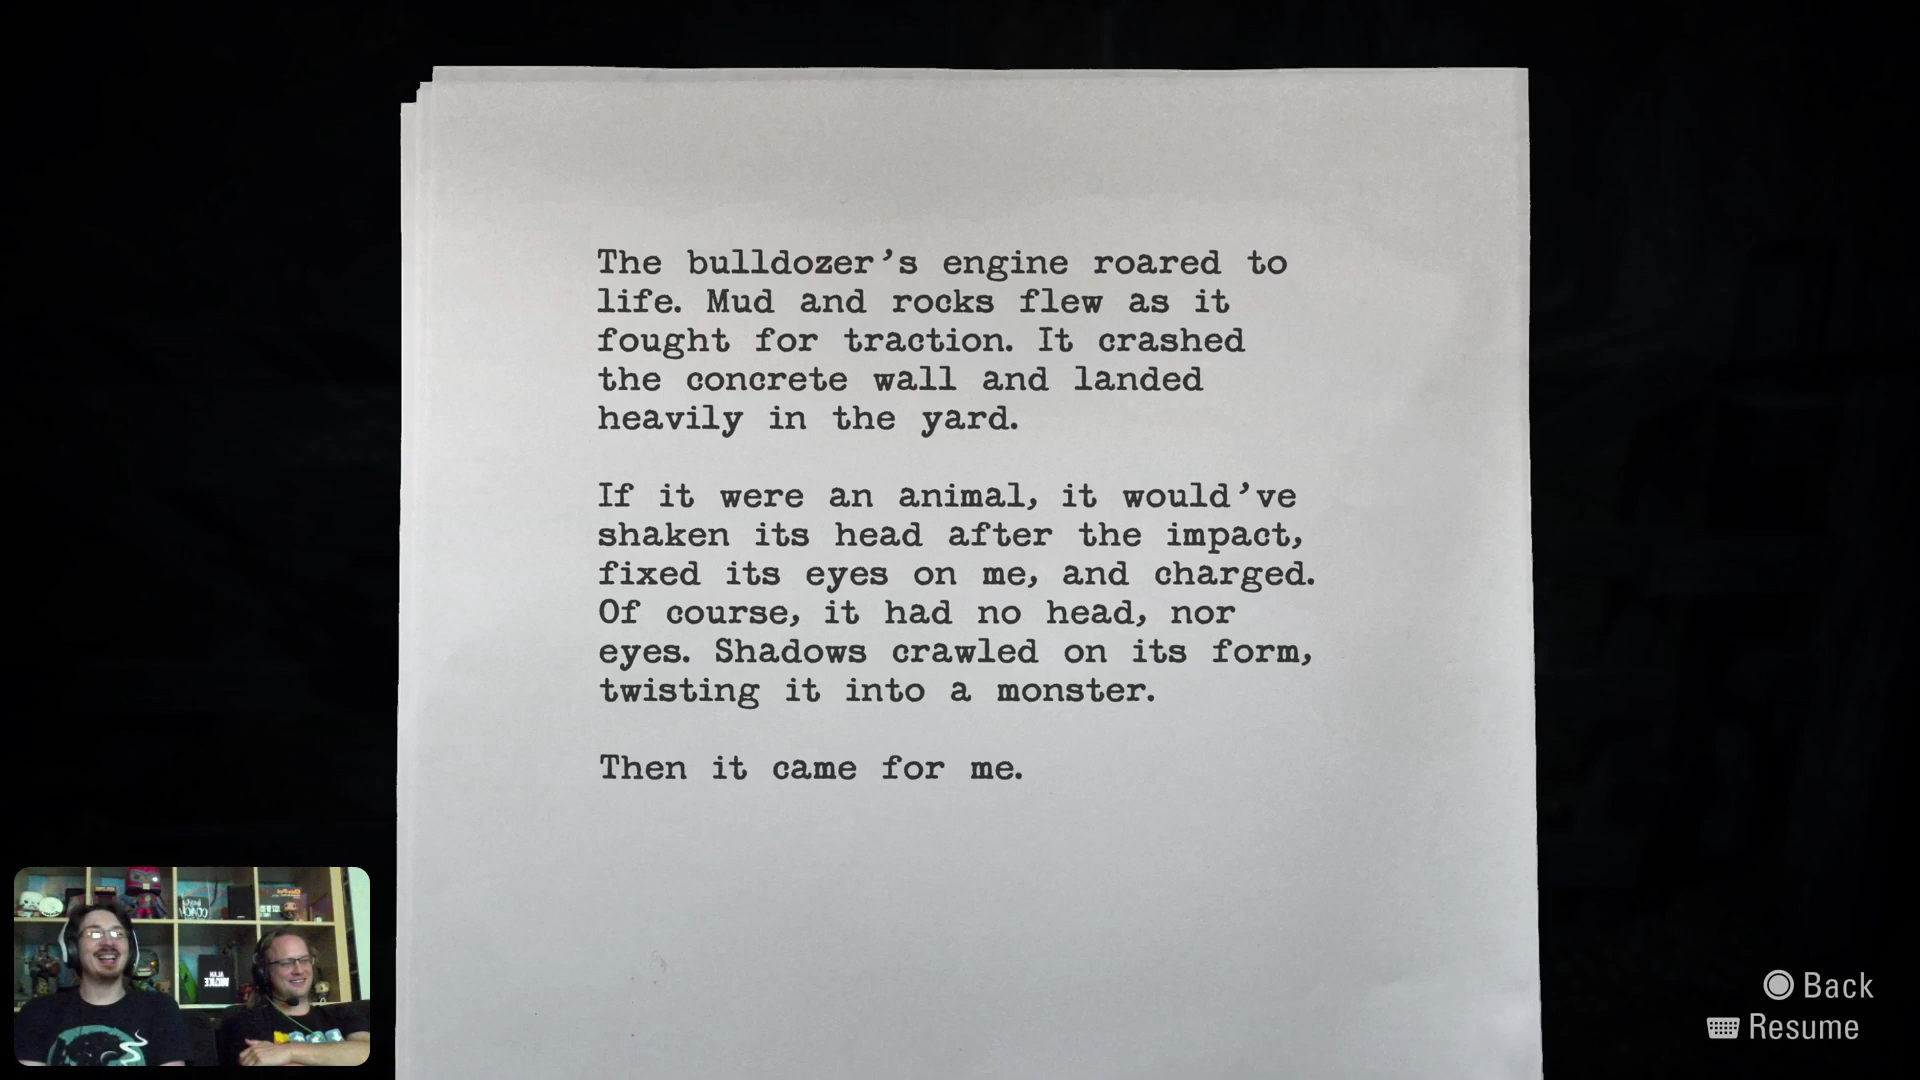 The bulldozer’s engine roared to
life. Mud and rocks flew as it
fought for traction. It crashed
the concrete wall and landed
heavily in the yard.
If it were an animal, it would’ve
shaken its head after the impact,
fixed its eyes on me, and charged.
Of course, it had no head, nor
eyes. Shadows crawled on its form,
twisting it into a monster.
Then it came for me.
ALAN
WAKE
Back
Resume